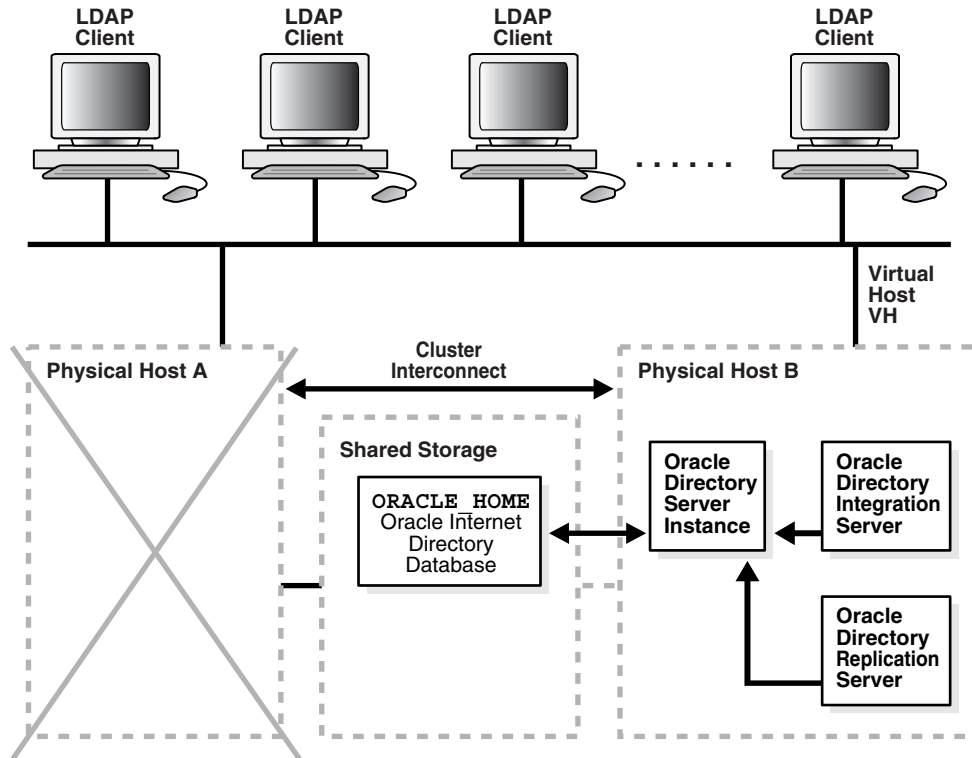 LDAP
Client
LDAP
Client
LDAP
Client
LDAP
Client
Virtual
Host
VH
Physical Host A
Cluster
Interconnect
Physical Host B
Shared Storage
ORACLE_HOME
Oracle Internet
Directory
Database
Oracle
Directory
Server
Instance
Oracle
Directory
Integration
Server
Oracle
Directory
Replication
Server